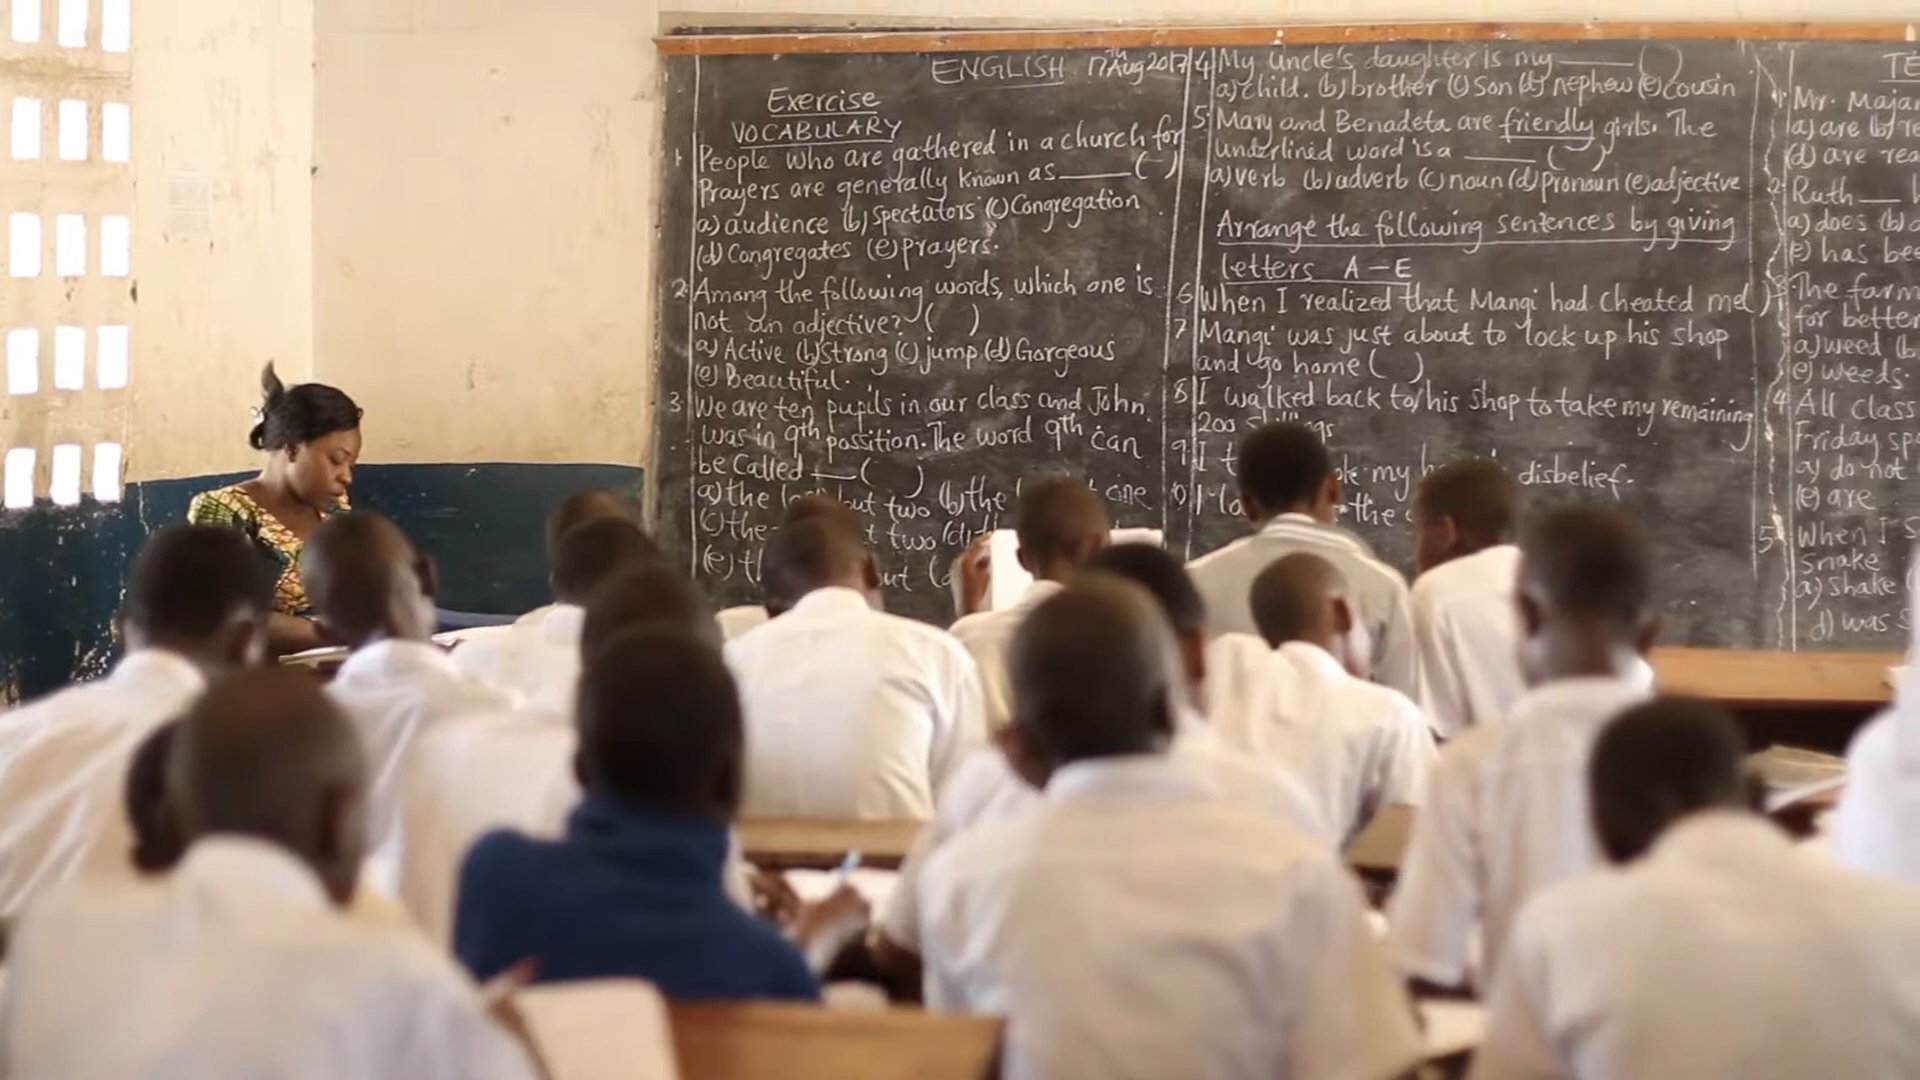 ENGLISH 17th Aug 2017
Exercise
VOCABULARY
1 People who are gathered in a church for
Prayers are generally known as ( )
a) audience (b) Spectators (c) Congregation
(d) Congregates (e) prayers.
2 Among the following words, which one is
not an adjective? ( )
a) Active (b) Strong (c) jump (d) Gorgeous
(e) Beautiful.
3 We are ten pupils in our class and John
was in 9th possition. The word 9th can
be Called ( )
a) the but two (b) the one
(c) the two (d)
(e) but
4 My Uncle's daughter is my ( )
a) child. (b) brother (c) Son (d) nephew (e) cousin
5. Mary and Benadeta are friendly girls. The
underlined word is a ( )
a) verb (b) adverb (c) noun (d) pronoun (e) adjective
Arrange the following sentences by giving
letters A-E
6 When I realized that Mangi had cheated me( )
7 Mangi was just about to lock up his shop
and go home ( )
8 I walked back to his shop to take my remaining
200
9 I my disbelief.
10 I the
1. Mr.
a) are (b)
(d) are
2 Ruth
a) does (b)
(e) has
3. The
for better
a) weed (b)
e) weeds.
4 All class
Friday
a) do not
(e) are
5 When I
Snake
a) Shake
d) was